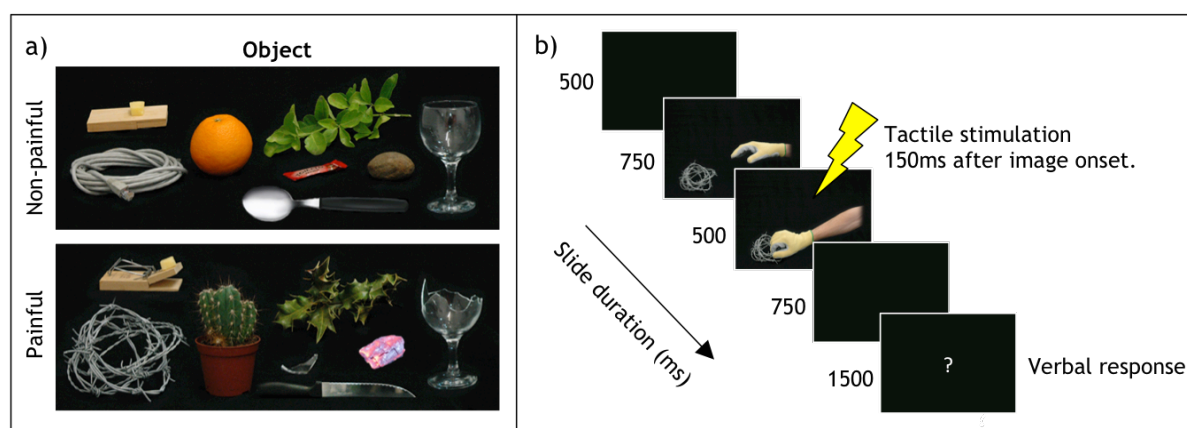 a)
Object
Non-painful
Painful
b)
500
750
Tactile stimulation
150ms after image onset.
500
750
1500
?
Verbal response
Slide duration (ms)